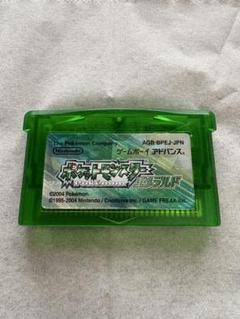 The Pokémon Company
AGB-BPEJ-JPN
Nintendo
ゲームボーイアドバンス
ポケットモンスター
エメラルド
©2004 Pokémon
©1995-2004 Nintendo / Creatures inc. / GAME FREAK inc.